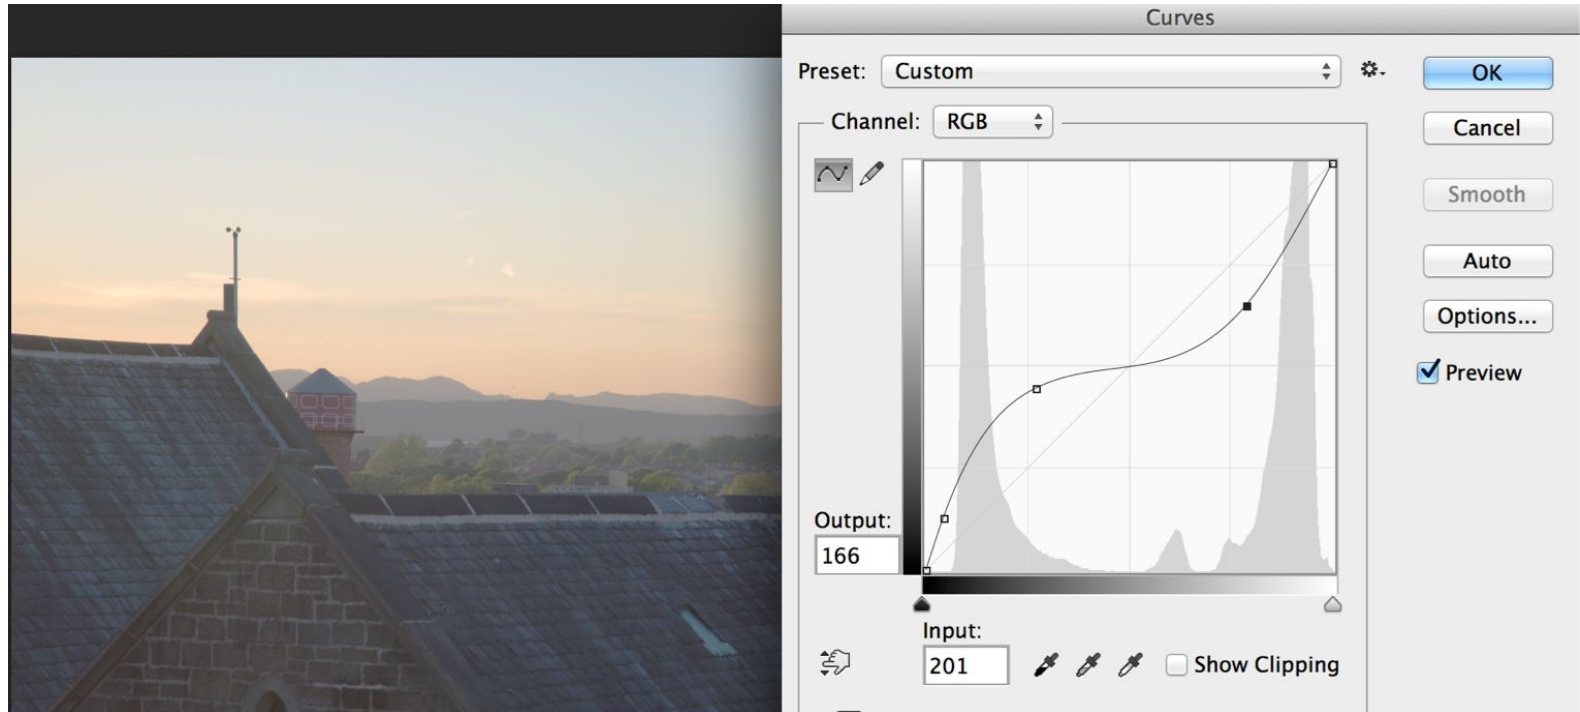 Curves
Preset: Custom
OK
Channel: RGB
Cancel
Smooth
Auto
Options...
Preview
Output:
166
Input:
201
Show Clipping